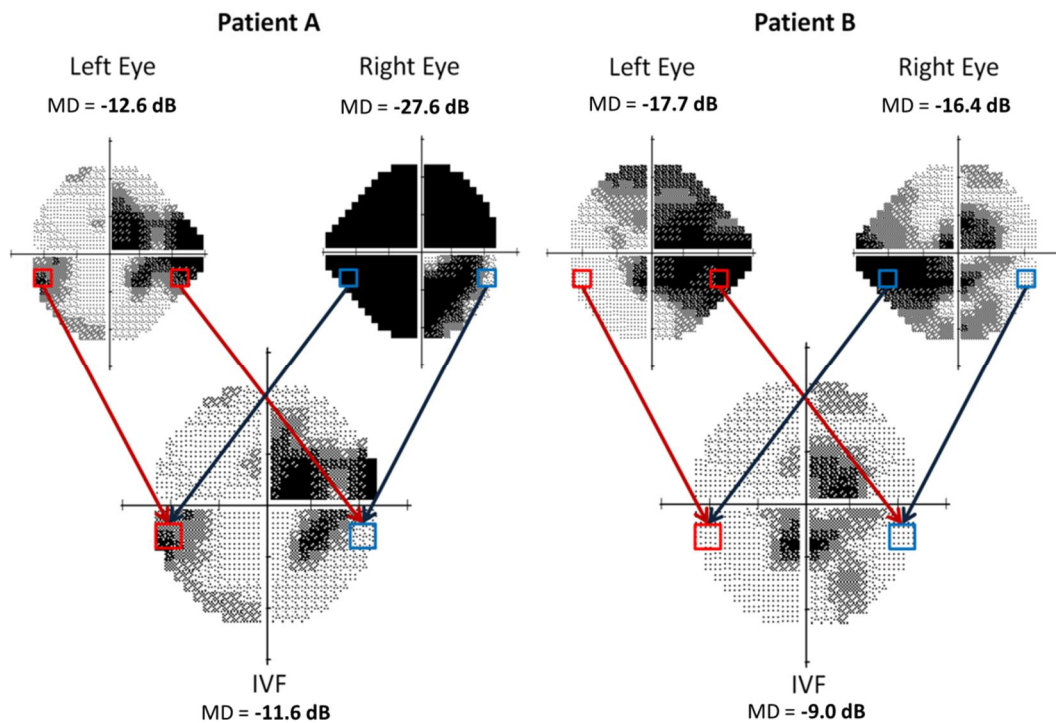 Patient A
Patient B
Left Eye
Right Eye
Left Eye
Right Eye
MD = -12.6 dB
MD = -27.6 dB
MD = -17.7 dB
MD = -16.4 dB
IVF
MD = -11.6 dB
IVF
MD = -9.0 dB